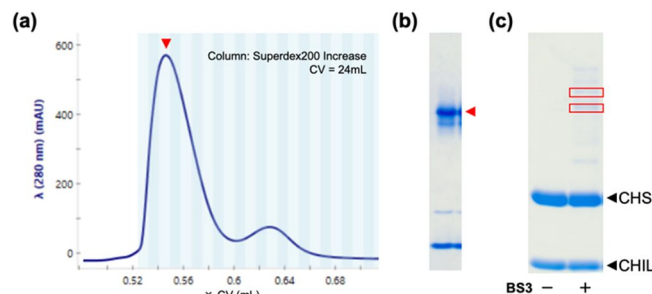 (a)
600
400
200
0
λ (280 nm) (mAU)
Column: Superdex200 Increase
CV = 24mL
0.52
0.56
0.6
0.64
0.68
(b)
(c)
CHS
CHIL
BS3 − +